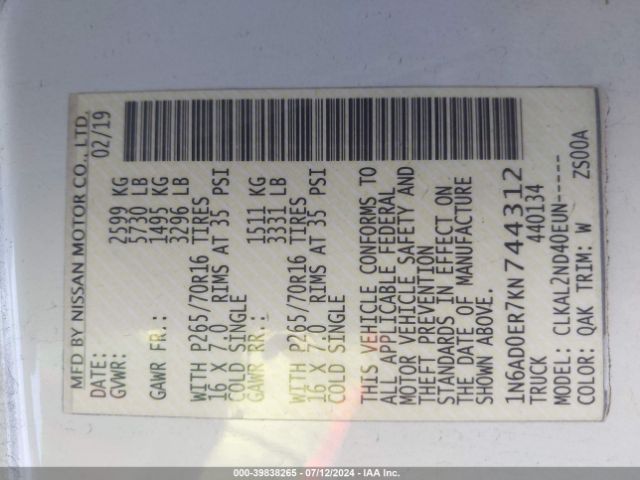 MFD BY NISSAN MOTOR CO., LTD.
DATE: 02/19
GVWR: 2599 KG
5730 LB
GAWR FR.: 1495 KG
3296 LB
WITH P265/70R16 TIRES
16 X 7.0 RIMS AT 35 PSI
COLD SINGLE
GAWR RR.: 1511 KG
3331 LB
WITH P265/70R16 TIRES
16 X 7.0 RIMS AT 35 PSI
COLD SINGLE
THIS VEHICLE CONFORMS TO
ALL APPLICABLE FEDERAL
MOTOR VEHICLE SAFETY AND
THEFT PREVENTION
STANDARDS IN EFFECT ON
THE DATE OF MANUFACTURE
SHOWN ABOVE.
1N6AD0ER7KN744312
TRUCK 440134
MODEL: CLKAL2ND40EUN-----
COLOR: QAK TRIM: W ZS00A
000-39838265 - 07/12/2024 - IAA Inc.